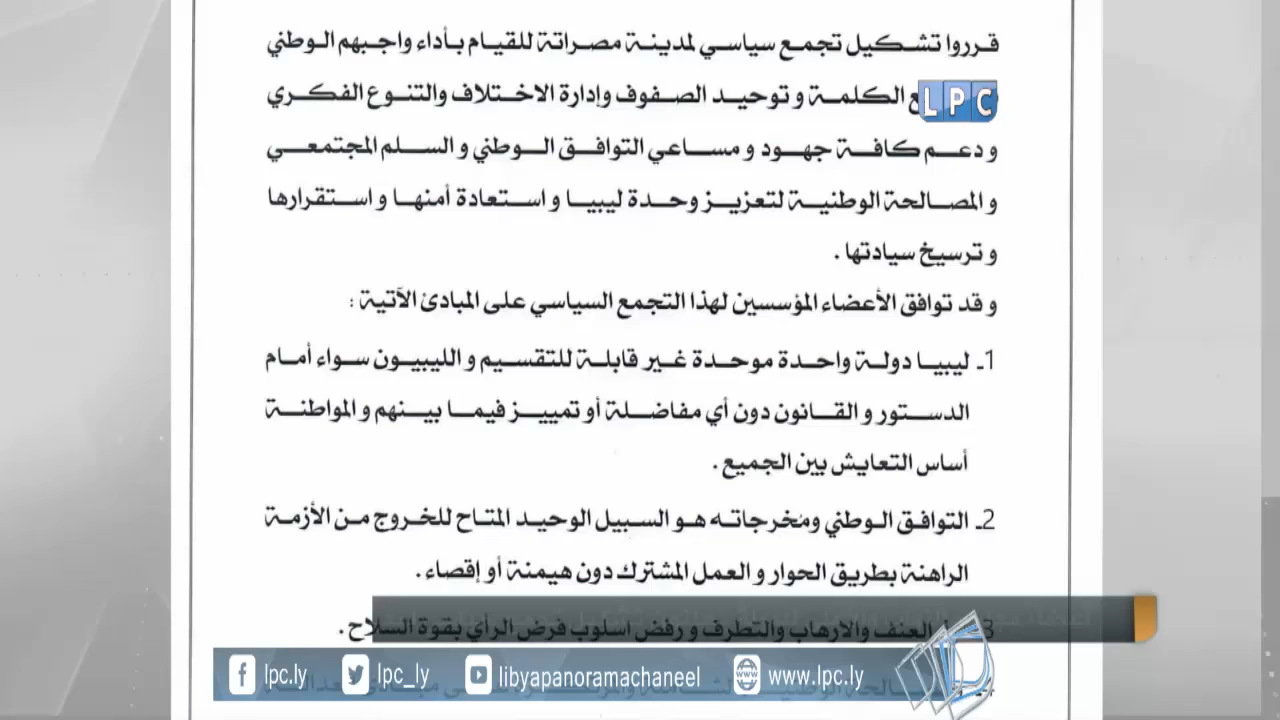 قرروا تشكيل تجمع سياسي لمدينة مصراتة للقيام بأداء واجبهم الوطني
الكلمة و توحيد الصفوف وإدارة الاختلاف والتنوع الفكري
LPC
و دعم كافة جهود و مساعي التوافق الوطني و السلم المجتمعي
و المصالحة الوطنية لتعزيز وحدة ليبيا و استعادة أمنها و استقرارها
و ترسيخ سيادتها .
و قد توافق الأعضاء المؤسسين لهذا التجمع السياسي على المبادئ الآتية :
1ـ ليبيا دولة واحدة موحدة غير قابلة للتقسيم و الليبيون سواء أمام
الدستور و القانون دون أي مفاضلة أو تمييز فيما بينهم و المواطنة
أساس التعايش بين الجميع .
2ـ التوافق الوطني ومخرجاته هو السبيل الوحيد المتاح للخروج من الأزمة
الراهنة بطريق الحوار و العمل المشترك دون هيمنة أو إقصاء .
3 العنف والارهاب والتطرف و رفض اسلوب فرض الرأي بقوة السلاح .
lpc.ly lpc_ly libyapanoramachaneel www.lpc.ly